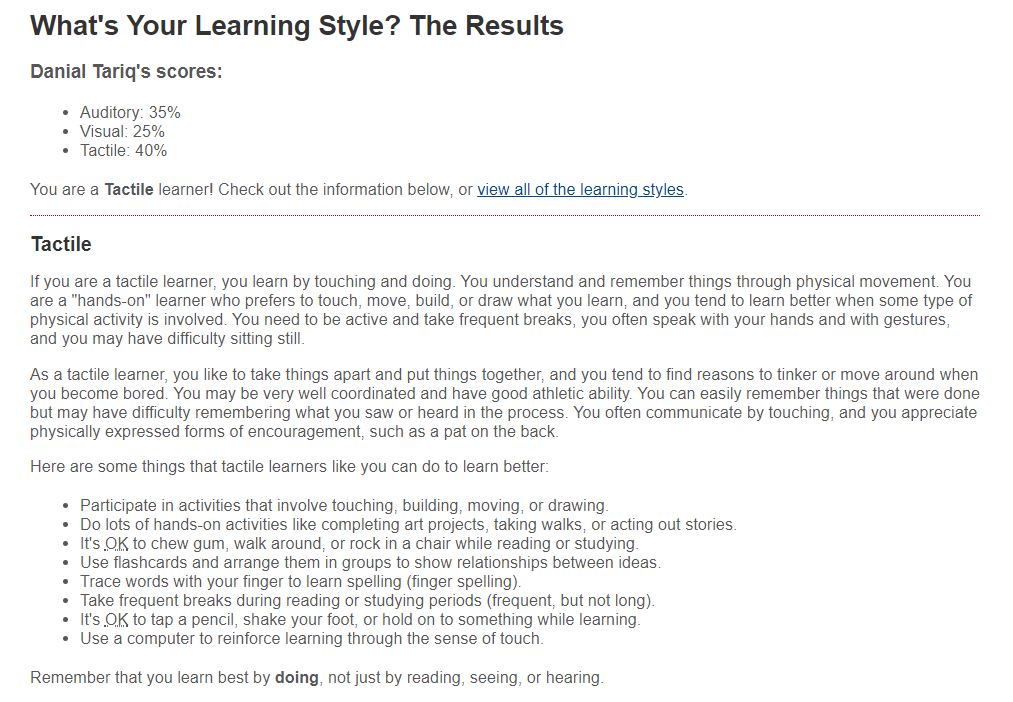 What's Your Learning Style? The Results
Danial Tariq's scores:
• Auditory: 35%
• Visual: 25%
• Tactile: 40%
You are a Tactile learner! Check out the information below, or view all of the learning styles.
Tactile
If you are a tactile learner, you learn by touching and doing. You understand and remember things through physical movement. You
are a "hands-on" learner who prefers to touch, move, build, or draw what you learn, and you tend to learn better when some type of
physical activity is involved. You need to be active and take frequent breaks, you often speak with your hands and with gestures,
and you may have difficulty sitting still.
As a tactile learner, you like to take things apart and put things together, and you tend to find reasons to tinker or move around when
you become bored. You may be very well coordinated and have good athletic ability. You can easily remember things that were done
but may have difficulty remembering what you saw or heard in the process. You often communicate by touching, and you appreciate
physically expressed forms of encouragement, such as a pat on the back.
Here are some things that tactile learners like you can do to learn better:
• Participate in activities that involve touching, building, moving, or drawing.
• Do lots of hands-on activities like completing art projects, taking walks, or acting out stories.
• It's OK to chew gum, walk around, or rock in a chair while reading or studying.
• Use flashcards and arrange them in groups to show relationships between ideas.
• Trace words with your finger to learn spelling (finger spelling).
• Take frequent breaks during reading or studying periods (frequent, but not long).
• It's OK to tap a pencil, shake your foot, or hold on to something while learning.
• Use a computer to reinforce learning through the sense of touch.
Remember that you learn best by doing, not just by reading, seeing, or hearing.